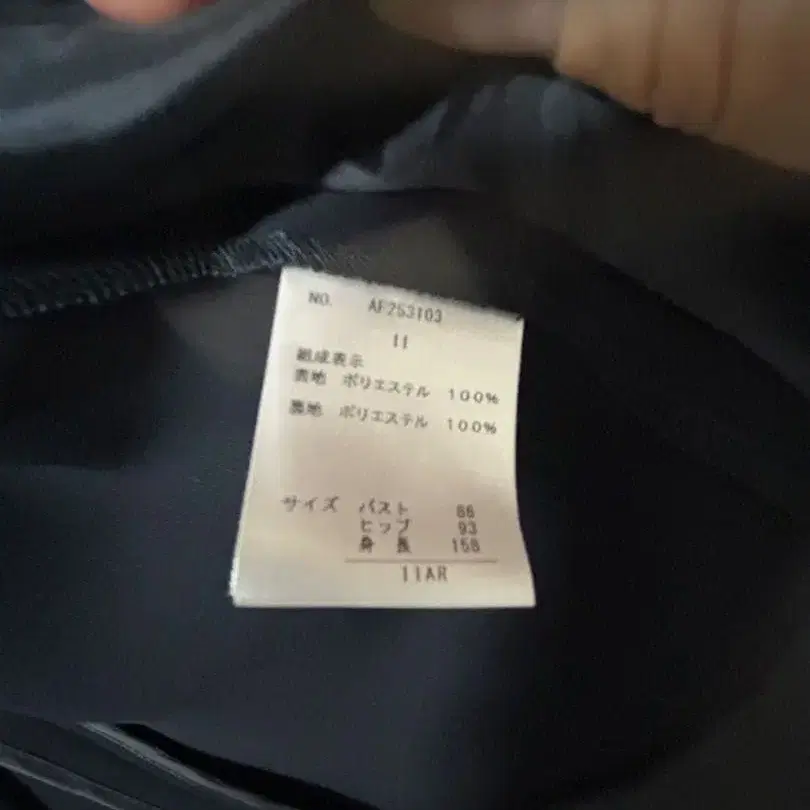 NO. AF253103
11
組成表示
表地 ポリエステル 100%
裏地 ポリエステル 100%
サイズ バスト 86
ヒップ 93
身長 158
11AR